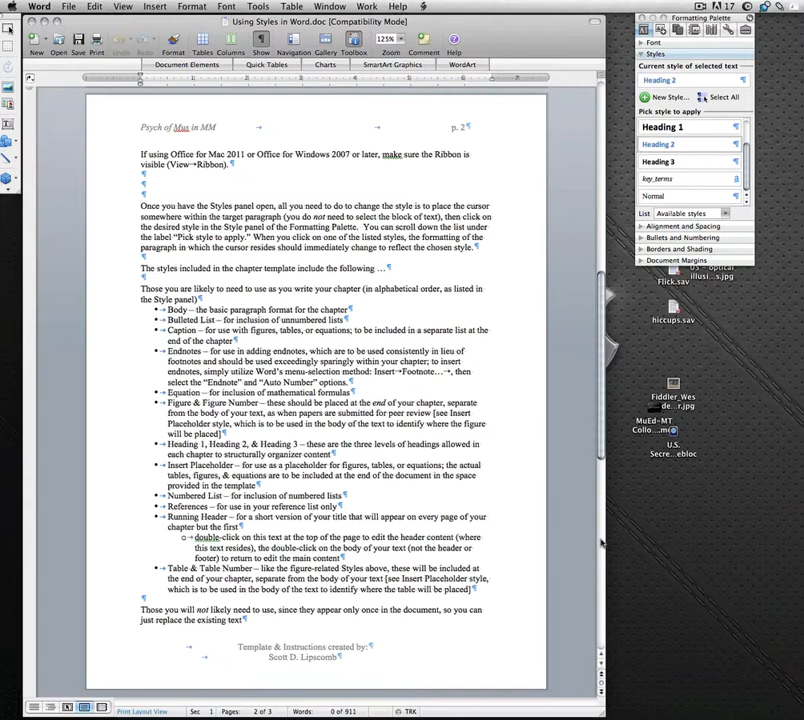 Word File Edit View Insert Format Font Tools Table Window Work Help 17
Using Styles in Word.doc [Compatibility Mode]
Formatting Palette
125%
New Open Save Print Undo Redo Format Tables Columns Show Navigation Gallery Toolbox Zoom Comment Help
Document Elements Quick Tables Charts SmartArt Graphics WordArt
Font
Styles
Current style of selected text
Heading 2
New Style... Select All
Pick style to apply
Heading 1
Heading 2
Heading 3
key_terms
Normal
List Available styles
Alignment and Spacing
Bullets and Numbering
Borders and Shading
Document Margins
Psych of Mus in MM p. 2
If using Office for Mac 2011 or Office for Windows 2007 or later, make sure the Ribbon is
visible (View→Ribbon).
Once you have the Styles panel open, all you need to do to change the style is to place the cursor
somewhere within the target paragraph (you do not need to select the block of text), then click on
the desired style in the Style panel of the Formatting Palette. You can scroll down the list under
the label “Pick style to apply.” When you click on one of the listed styles, the formatting of the
paragraph in which the cursor resides should immediately change to reflect the chosen style.
The styles included in the chapter template include the following …
Those you are likely to need to use as you write your chapter (in alphabetical order, as listed in
the Style panel)
• Body – the basic paragraph format for the chapter
• Bulleted List – for inclusion of unnumbered lists
• Caption – for use with figures, tables, or equations; to be included in a separate list at the
end of the chapter
• Endnotes – for use in adding endnotes, which are to be used consistently in lieu of
footnotes and should be used exceedingly sparingly within your chapter; to insert
endnotes, simply utilize Word’s menu-selection method: Insert→Footnote…→, then
select the “Endnote” and “Auto Number” options.
• Equation – for inclusion of mathematical formulas
• Figure & Figure Number – these should be placed at the end of your chapter, separate
from the body of your text, as when papers are submitted for peer review [see Insert
Placeholder style, which is to be used in the body of the text to identify where the figure
will be placed]
• Heading 1, Heading 2, & Heading 3 – these are the three levels of headings allowed in
each chapter to structurally organizer content
• Insert Placeholder – for use as a placeholder for figures, tables, or equations; the actual
tables, figures, & equations are to be included at the end of the document in the space
provided in the template
• Numbered List – for inclusion of numbered lists
• References – for use in your reference list only
• Running Header – for a short version of your title that will appear on every page of your
chapter but the first
o double-click on this text at the top of the page to edit the header content (where
this text resides), the double-click on the body of your text (not the header or
footer) to return to edit the main content
• Table & Table Number – like the figure-related Styles above, these will be included at
the end of your chapter, separate from the body of your text [see Insert Placeholder style,
which is to be used in the body of the text to identify where the table will be placed]
Those you will not likely need to use, since they appear only once in the document, so you can
just replace the existing text
Template & Instructions created by:
Scott D. Lipscomb
Print Layout View Sec 1 Pages: 2 of 3 Words: 0 of 911 TRK
Flick.sav
US - optical
illusi...s.jpg
hiccups.sav
Fiddler_Wes
de...r.jpg
MuEd-MT
Collo...
U.S.
Secre...ebloc